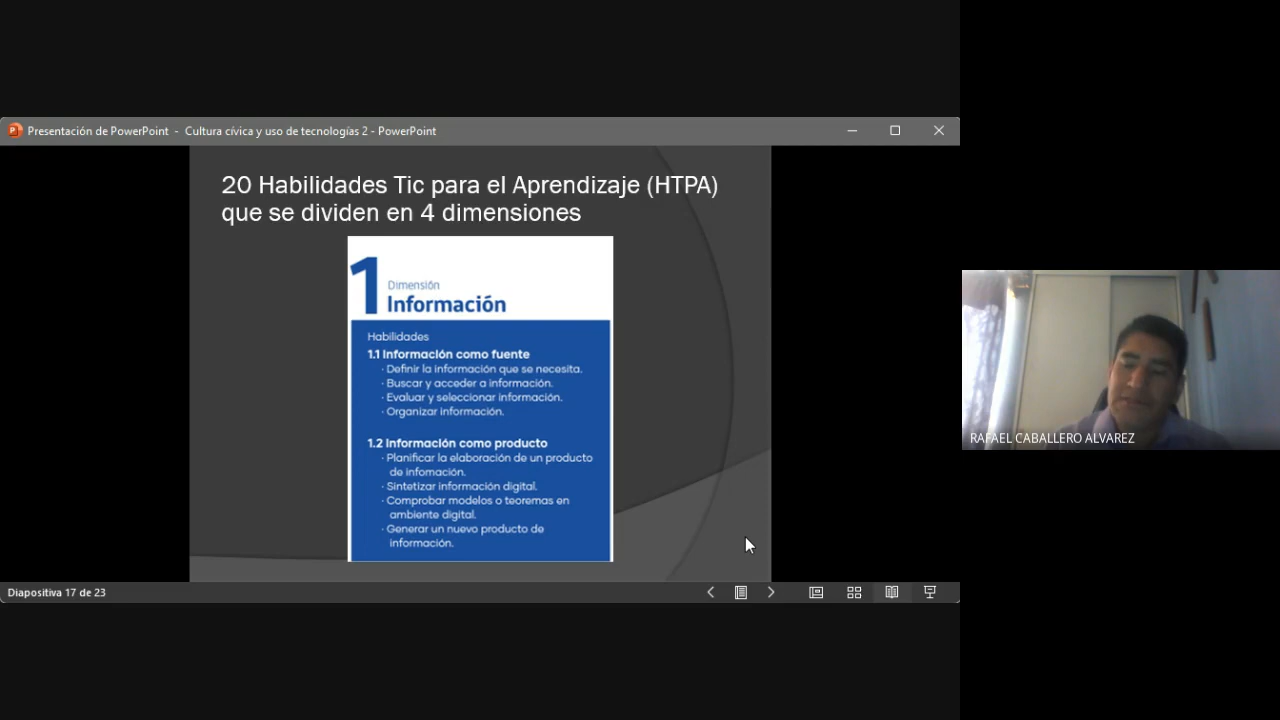 Presentación de PowerPoint - Cultura cívica y uso de tecnologías 2 - PowerPoint
20 Habilidades Tic para el Aprendizaje (HTPA)
que se dividen en 4 dimensiones
1
Dimensión
Información
Habilidades
1.1 Información como fuente
· Definir la información que se necesita.
· Buscar y acceder a información.
· Evaluar y seleccionar información.
· Organizar información.
1.2 Información como producto
· Planificar la elaboración de un producto
de infomación.
· Sintetizar información digital.
· Comprobar modelos o teoremas en
ambiente digital.
· Generar un nuevo producto de
información.
Diapositiva 17 de 23
RAFAEL CABALLERO ALVAREZ